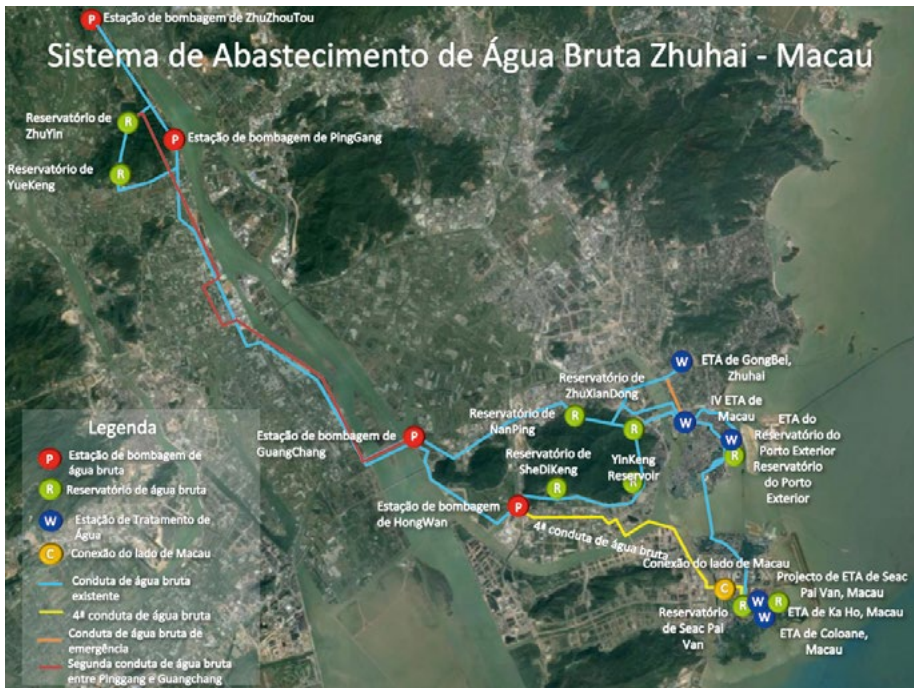 Estação de bombagem de ZhuZhouTou
Sistema de Abastecimento de Água Bruta Zhuhai - Macau
P
Reservatório de
ZhuYin
R
P
Estação de bombagem de PingGang
Reservatório de
YueKeng
R
W
ETA de GongBei,
Zhuhai
Reservatório de
ZhuXianDong
IV ETA de
Macau
Reservatório de
NanPing
R
R
W
W
ETA do
Reservatório do
Porto Exterior
R
Reservatório
do Porto
Exterior
Estação de bombagem de
GuangChang
P
Reservatório de
SheDiKeng
R
YinKeng
Reservoir
R
Estação de bombagem
de HongWan
P
4ª conduta de água bruta
Conexão do lado de Macau
C
Reservatório
de Seac Pai
Van
R
W
R
W
Projecto de ETA de Seac
Pai Van, Macau
ETA de Ka Ho, Macau
ETA de Coloane,
Macau
Legenda
P
Estação de bombagem de
água bruta
R
Reservatório de água bruta
W
Estação de Tratamento de
Água
C
Conexão do lado de Macau
Conduta de água bruta
existente
4ª conduta de água bruta
Conduta de água bruta de
emergência
Segunda conduta de água bruta
entre Pinggang e Guangchang